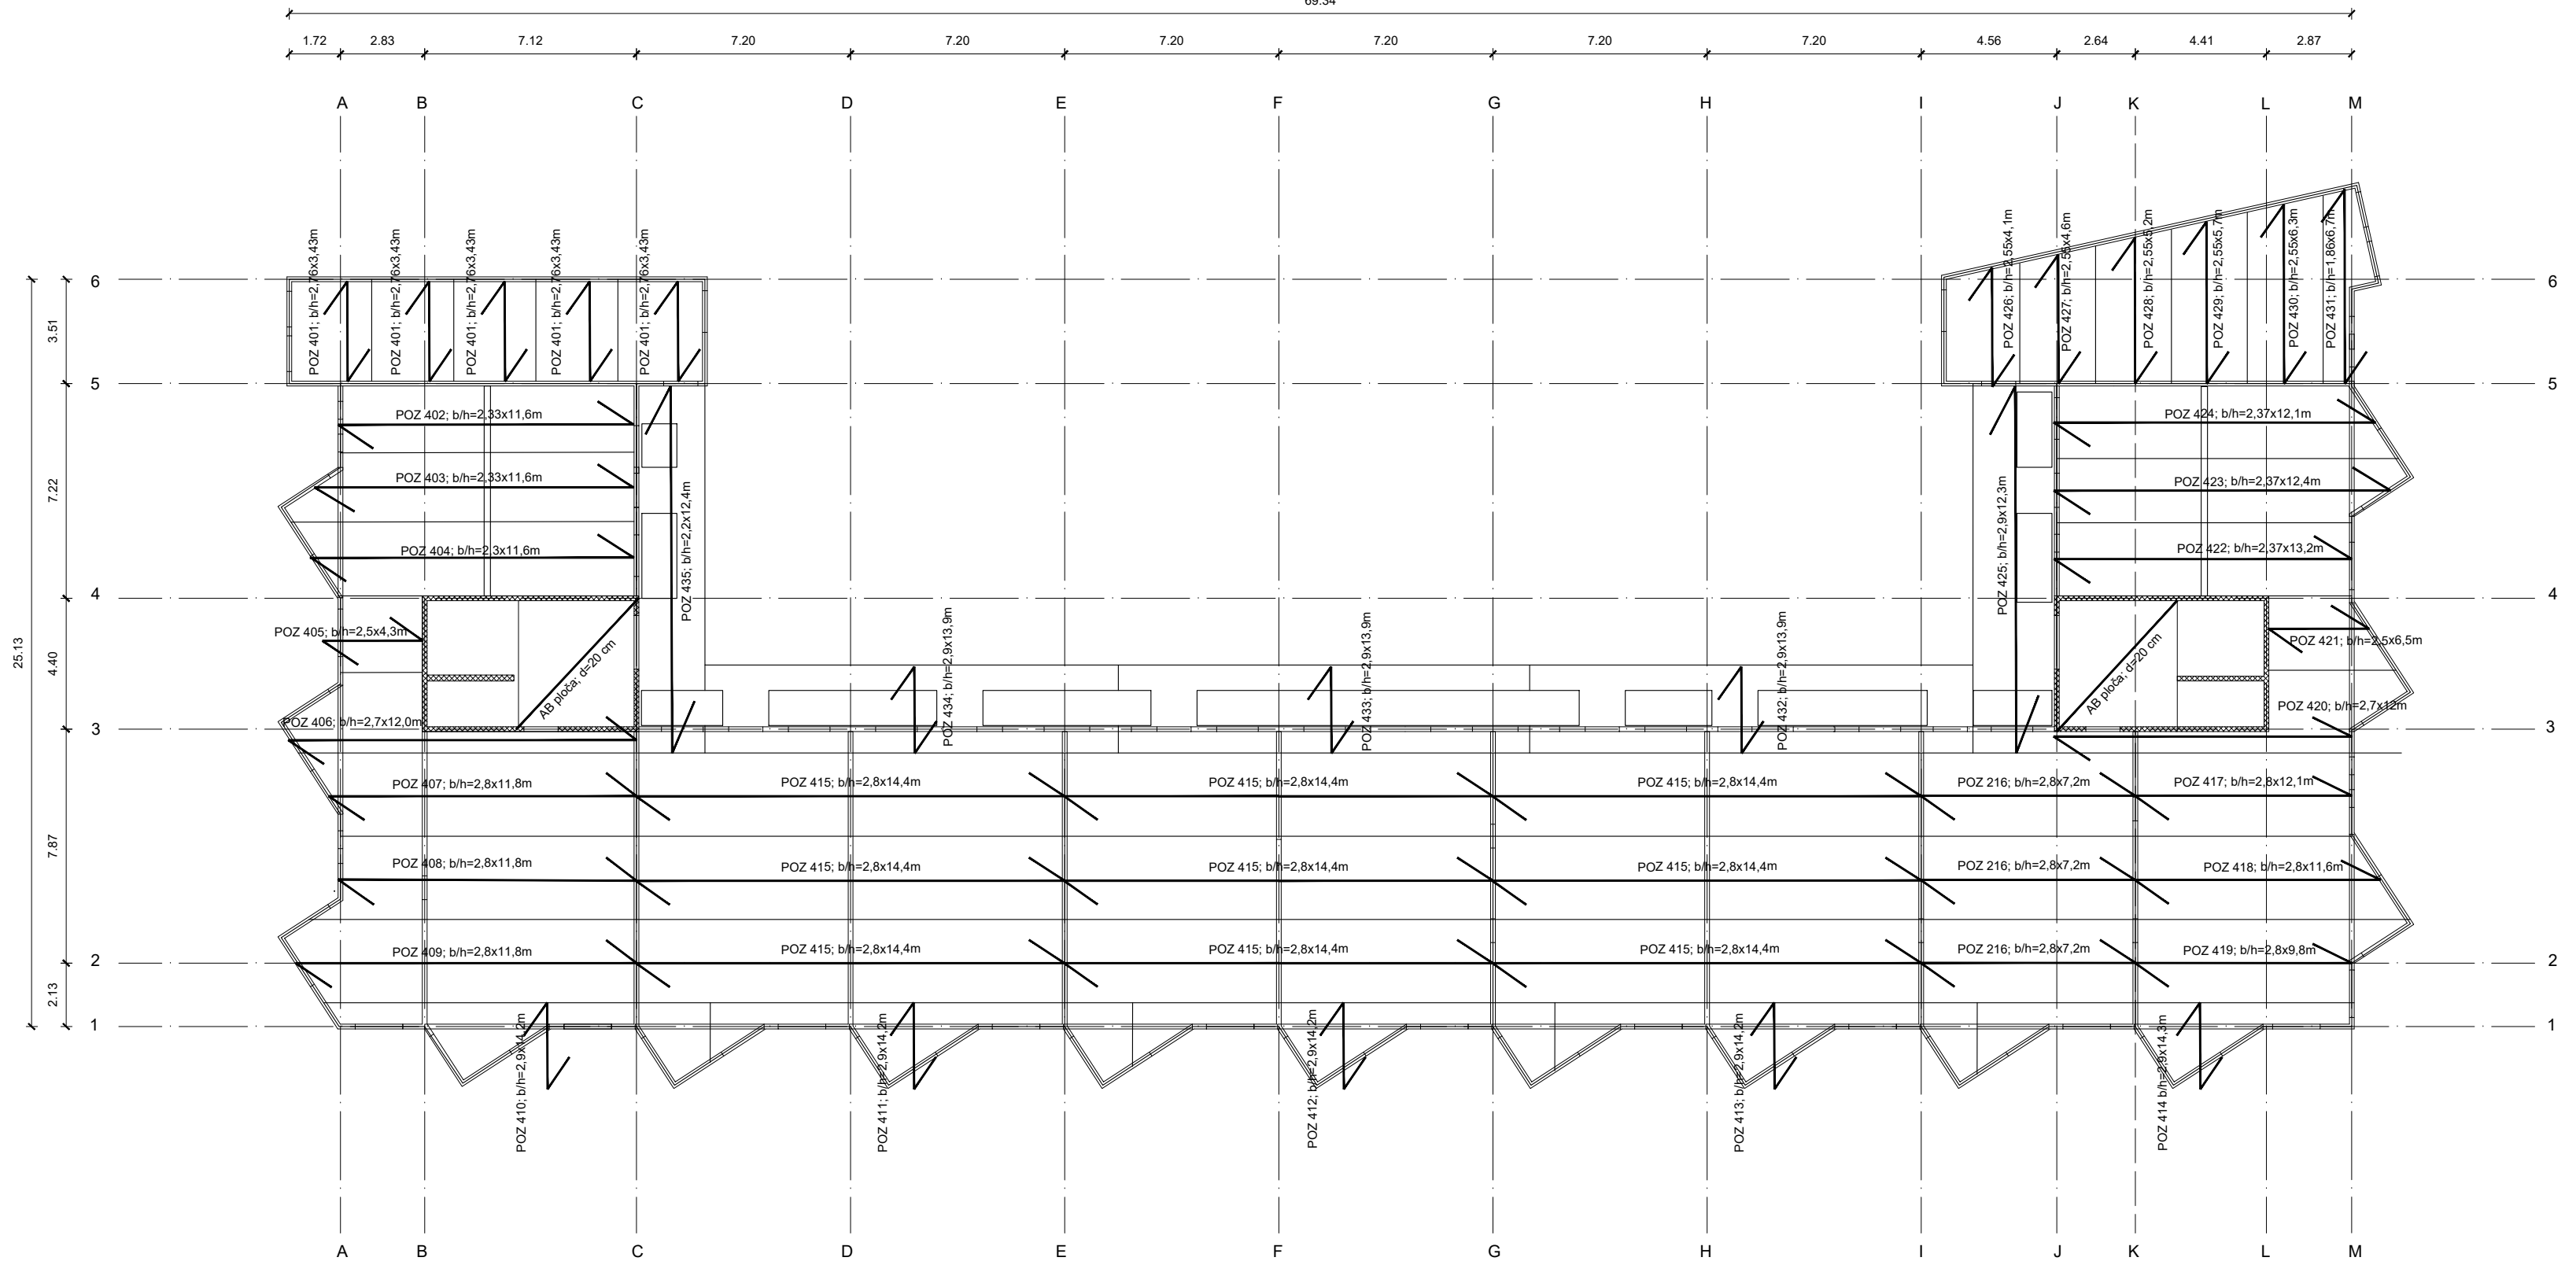 69.34
1.72 2.83 7.12 7.20 7.20 7.20 7.20 7.20 7.20 4.56 2.64 4.41 2.87
A B C D E F G H I J K L M
6 6
5 5
4 4
3 3
2 2
1 1
25.13
3.51
7.22
4.40
7.87
2.13
POZ 401; b/h=2,76x3,43m
POZ 401; b/h=2,76x3,43m
POZ 401; b/h=2,76x3,43m
POZ 401; b/h=2,76x3,43m
POZ 401; b/h=2,76x3,43m
POZ 426; b/h=2,55x4,1m
POZ 427; b/h=2,55x4,6m
POZ 428; b/h=2,55x5,2m
POZ 429; b/h=2,55x5,7m
POZ 430; b/h=2,55x6,3m
POZ 431; b/h=1,86x6,7m
POZ 402; b/h=2,33x11,6m
POZ 424; b/h=2,37x12,1m
POZ 403; b/h=2,33x11,6m
POZ 423; b/h=2,37x12,4m
POZ 404; b/h=2,3x11,6m
POZ 422; b/h=2,37x13,2m
POZ 435; b/h=2,2x12,4m
POZ 425; b/h=2,9x12,3m
POZ 405; b/h=2,5x4,3m
POZ 421; b/h=2,5x6,5m
AB ploča; d=20 cm
AB ploča; d=20 cm
POZ 434; b/h=2,9x13,9m
POZ 433; b/h=2,9x13,9m
POZ 432; b/h=2,9x13,9m
POZ 406; b/h=2,7x12,0m
POZ 420; b/h=2,7x12m
POZ 407; b/h=2,8x11,8m
POZ 415; b/h=2,8x14,4m
POZ 415; b/h=2,8x14,4m
POZ 415; b/h=2,8x14,4m
POZ 216; b/h=2,8x7,2m
POZ 417; b/h=2,8x12,1m
POZ 408; b/h=2,8x11,8m
POZ 415; b/h=2,8x14,4m
POZ 415; b/h=2,8x14,4m
POZ 415; b/h=2,8x14,4m
POZ 216; b/h=2,8x7,2m
POZ 418; b/h=2,8x11,6m
POZ 409; b/h=2,8x11,8m
POZ 415; b/h=2,8x14,4m
POZ 415; b/h=2,8x14,4m
POZ 415; b/h=2,8x14,4m
POZ 216; b/h=2,8x7,2m
POZ 419; b/h=2,8x9,8m
POZ 410; b/h=2,9x14,2m
POZ 411; b/h=2,9x14,2m
POZ 412; b/h=2,9x14,2m
POZ 413; b/h=2,9x14,2m
POZ 414 b/h=2,9x14,3m
A B C D E F G H I J K L M